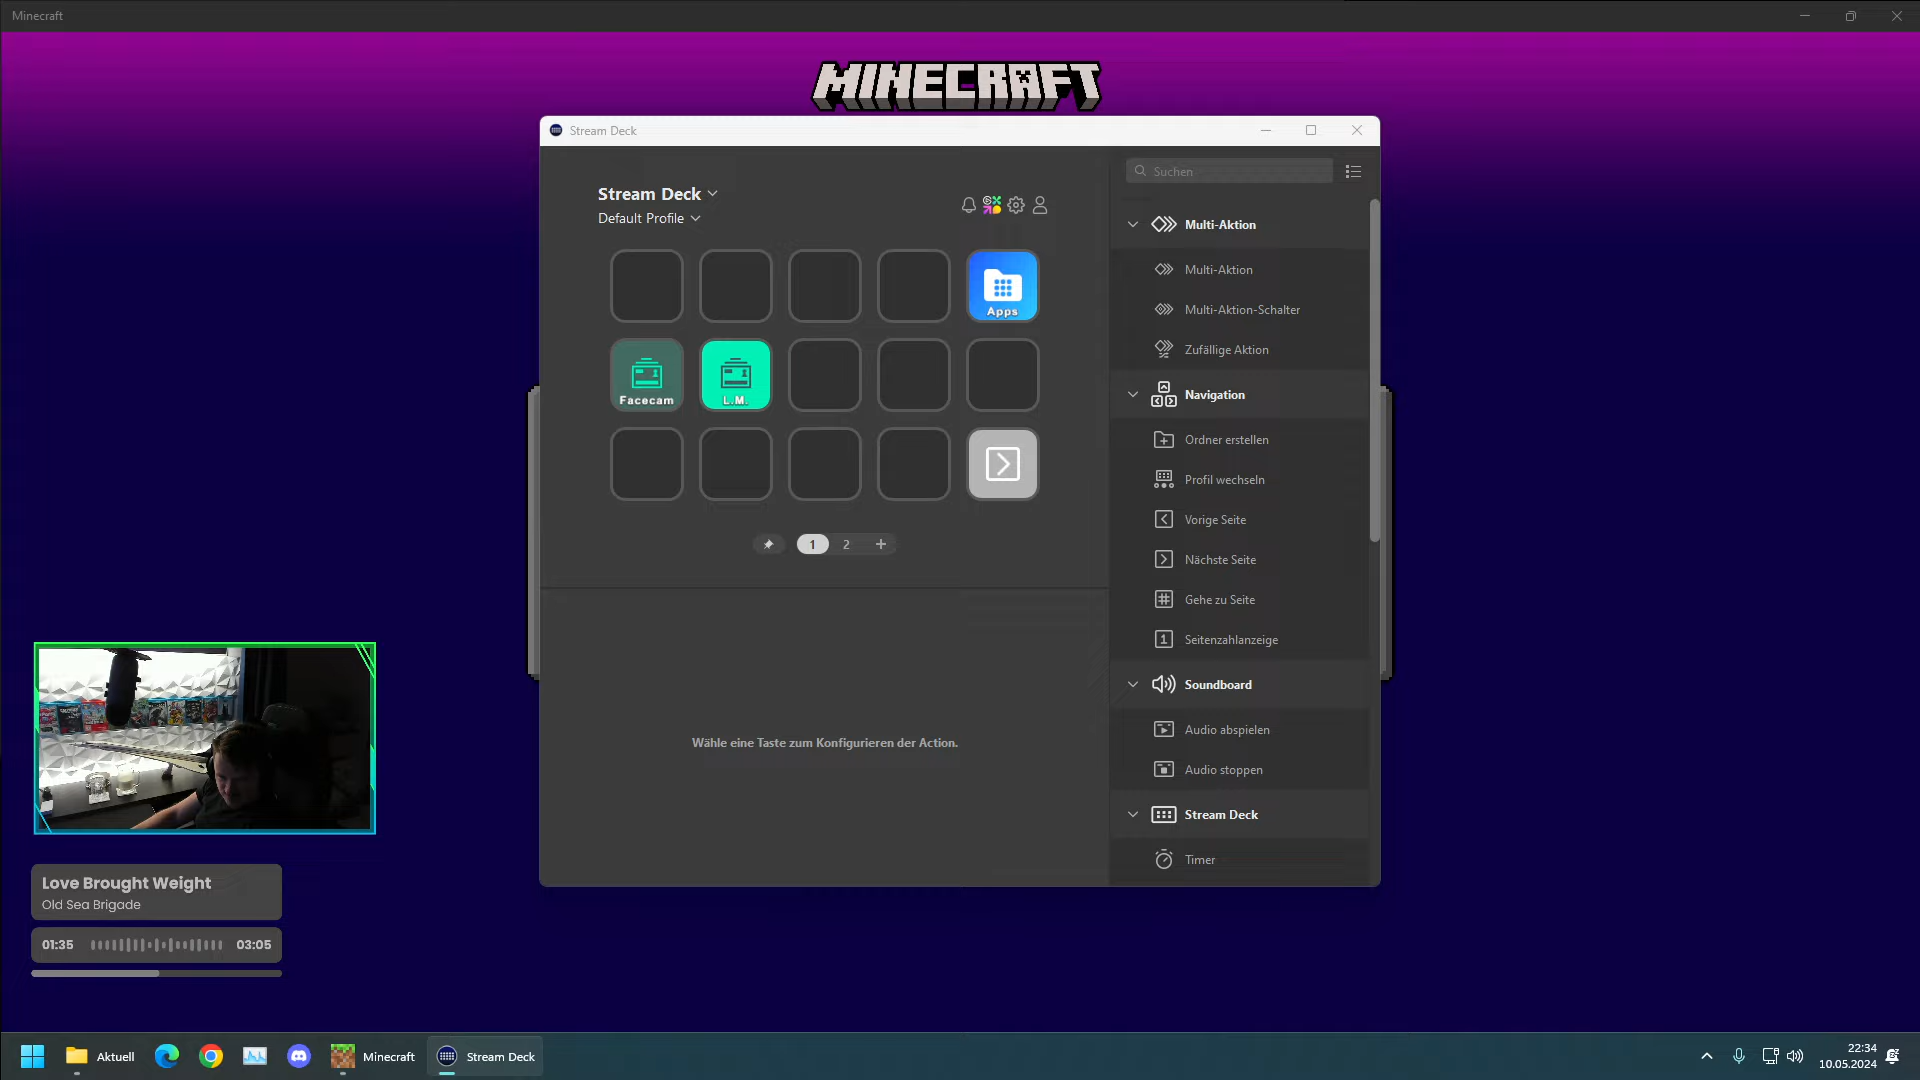 Minecraft
MINECRAFT
Stream Deck
Stream Deck
Default Profile
Apps
Facecam
L.M.
1
2
+
Wähle eine Taste zum Konfigurieren der Action.
Suchen
Multi-Aktion
Multi-Aktion
Multi-Aktion-Schalter
Zufällige Aktion
Navigation
Ordner erstellen
Profil wechseln
Vorige Seite
Nächste Seite
Gehe zu Seite
Seitenzahlanzeige
Soundboard
Audio abspielen
Audio stoppen
Stream Deck
Timer
Love Brought Weight
Old Sea Brigade
01:35
03:05
Aktuell
Minecraft
Stream Deck
22:34
10.05.2024